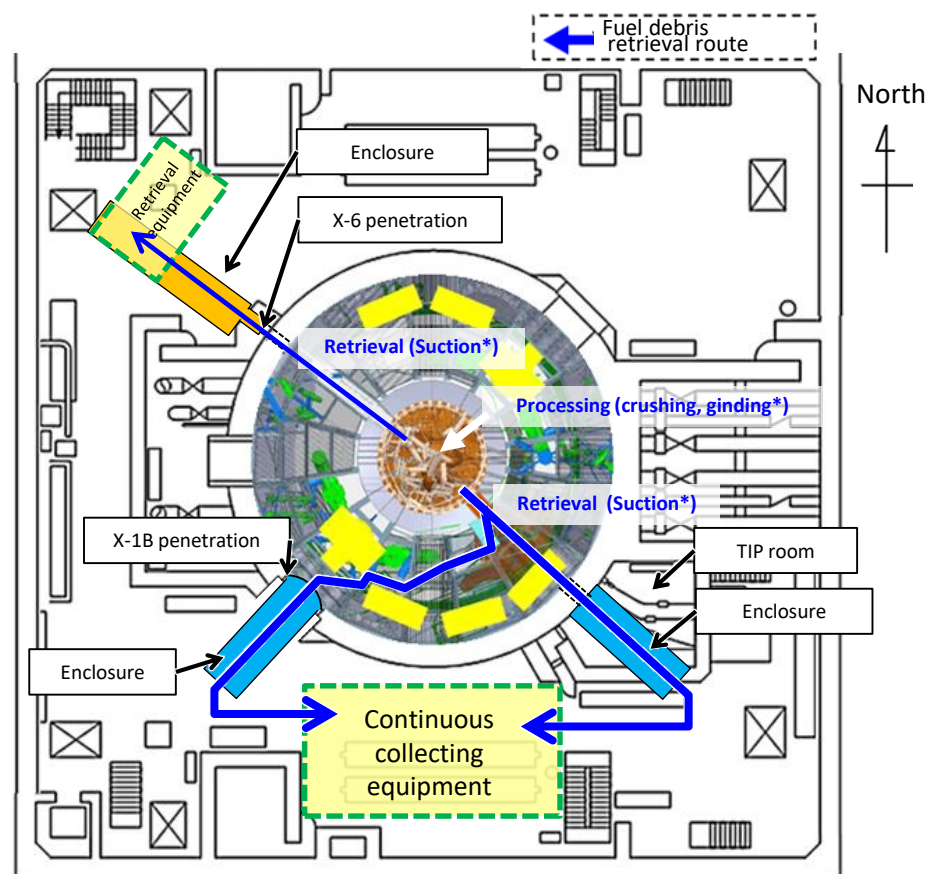 Fuel debris
retrieval route
North
Enclosure
Retrieval
equipment
X-6 penetration
Retrieval (Suction*)
Processing (crushing, ginding*)
Retrieval (Suction*)
X-1B penetration
TIP room
Enclosure
Enclosure
Continuous
collecting
equipment